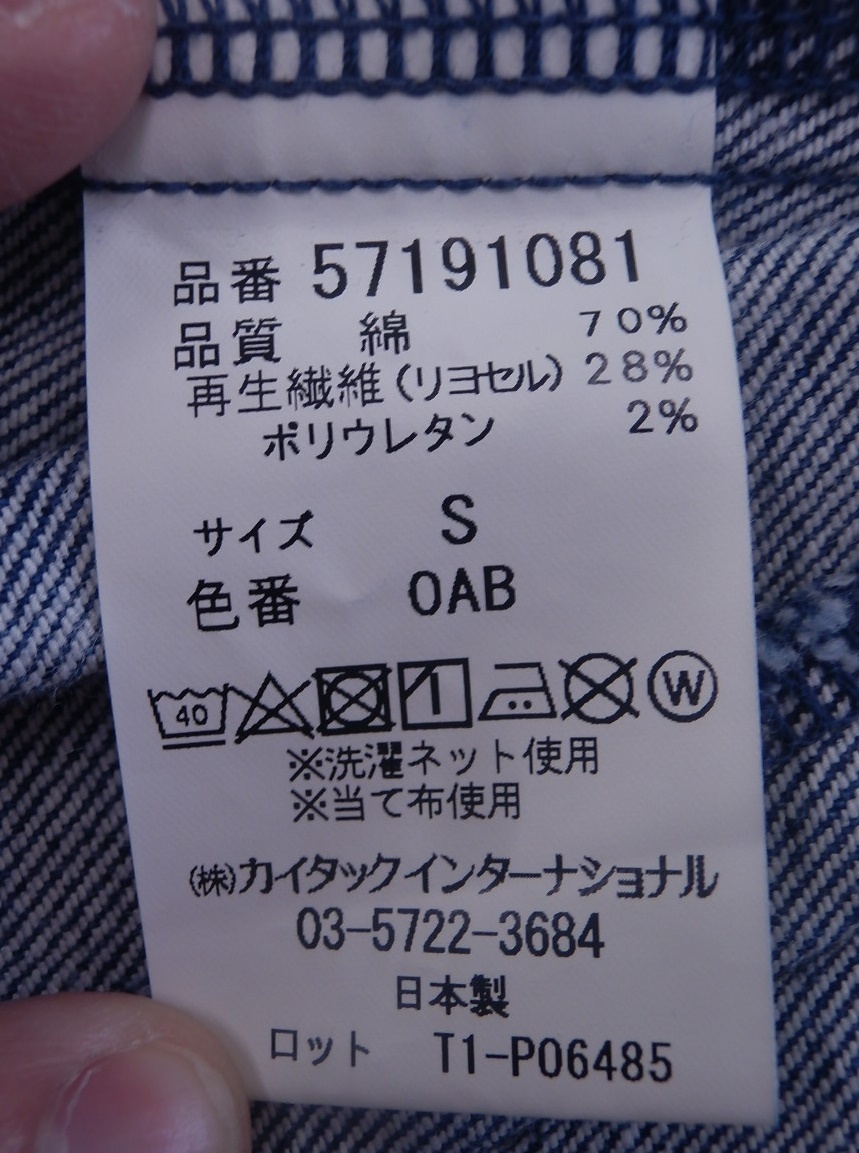 品番 57191081
品質 綿 70%
再生繊維(リヨセル) 28%
ポリウレタン 2%
サイズ S
色番 0AB
40 W
※洗濯ネット使用
※当て布使用
㈱カイタックインターナショナル
03-5722-3684
日本製
ロット T1-P06485